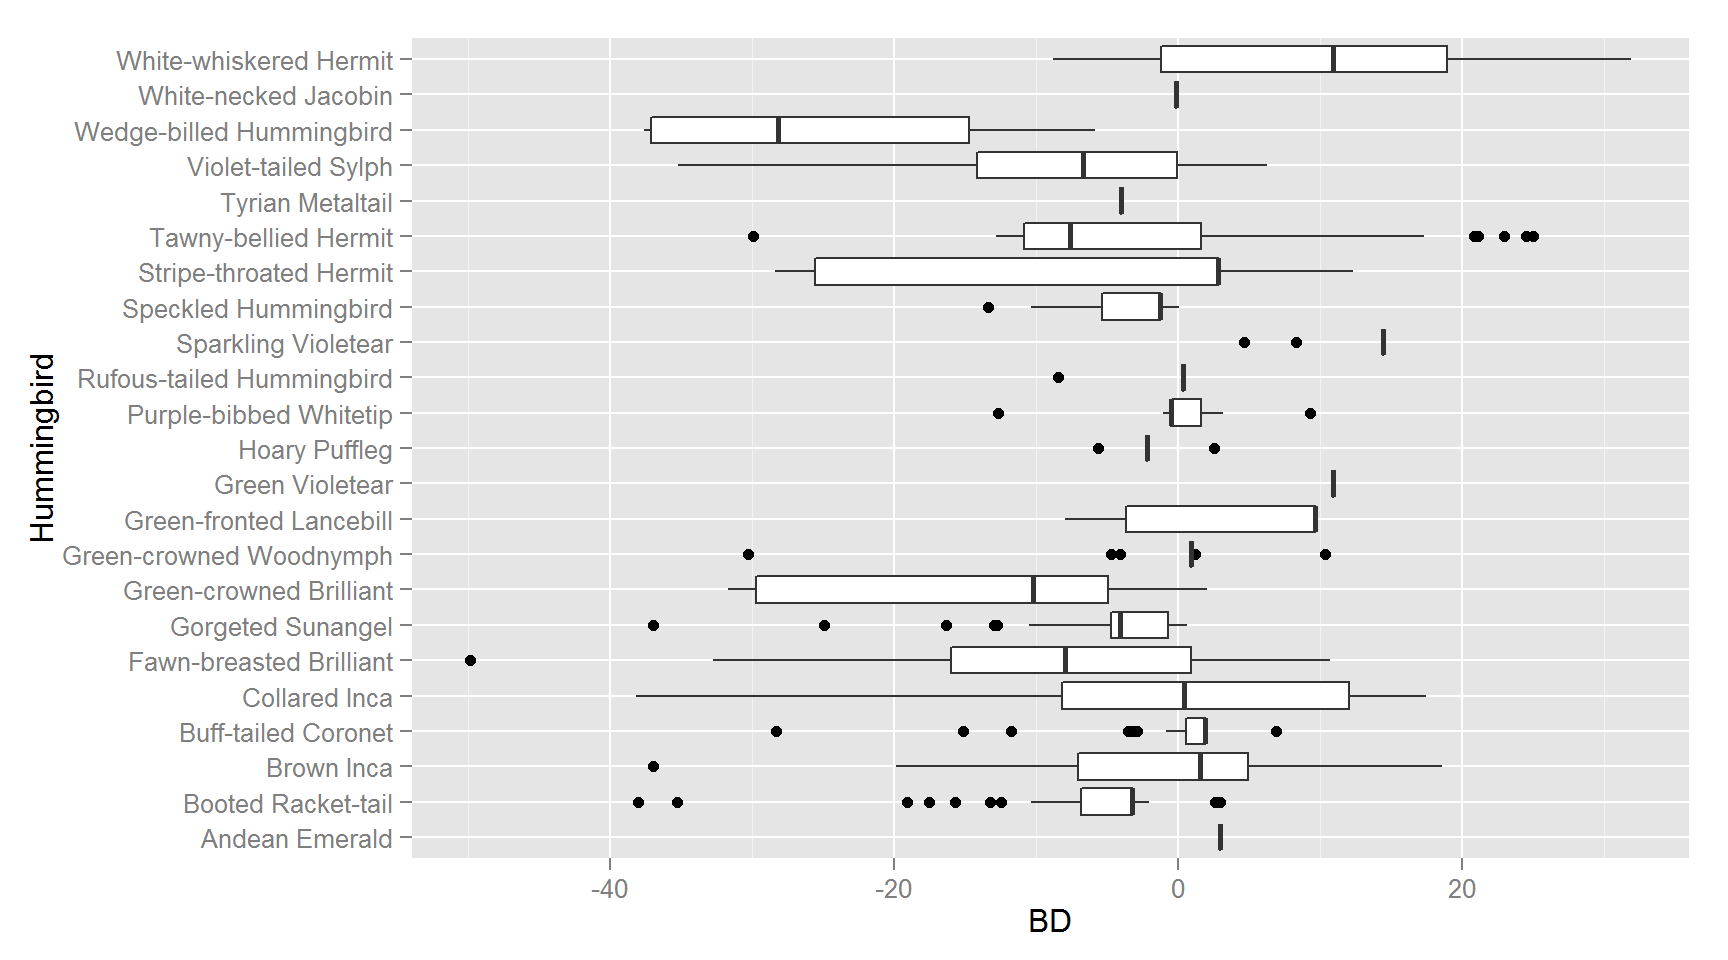 White-whiskered Hermit
White-necked Jacobin
Wedge-billed Hummingbird
Violet-tailed Sylph
Tyrian Metaltail
Tawny-bellied Hermit
Stripe-throated Hermit
Speckled Hummingbird
Sparkling Violetear
Rufous-tailed Hummingbird
Purple-bibbed Whitetip
Hoary Puffleg
Green Violetear
Green-fronted Lancebill
Green-crowned Woodnymph
Green-crowned Brilliant
Gorgeted Sunangel
Fawn-breasted Brilliant
Collared Inca
Buff-tailed Coronet
Brown Inca
Booted Racket-tail
Andean Emerald
Hummingbird
-40 -20 0 20
BD